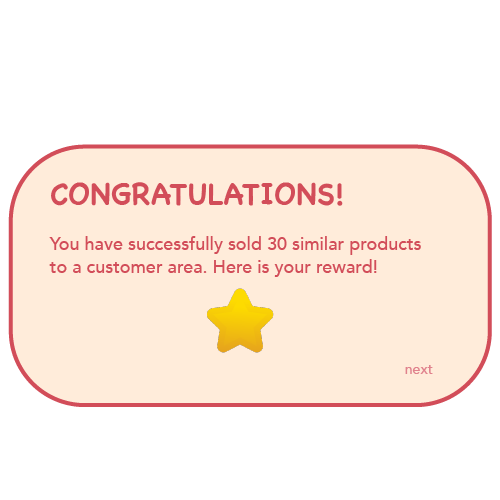 CONGRATULATIONS!
You have successfully sold 30 similar products
to a customer area. Here is your reward!
next